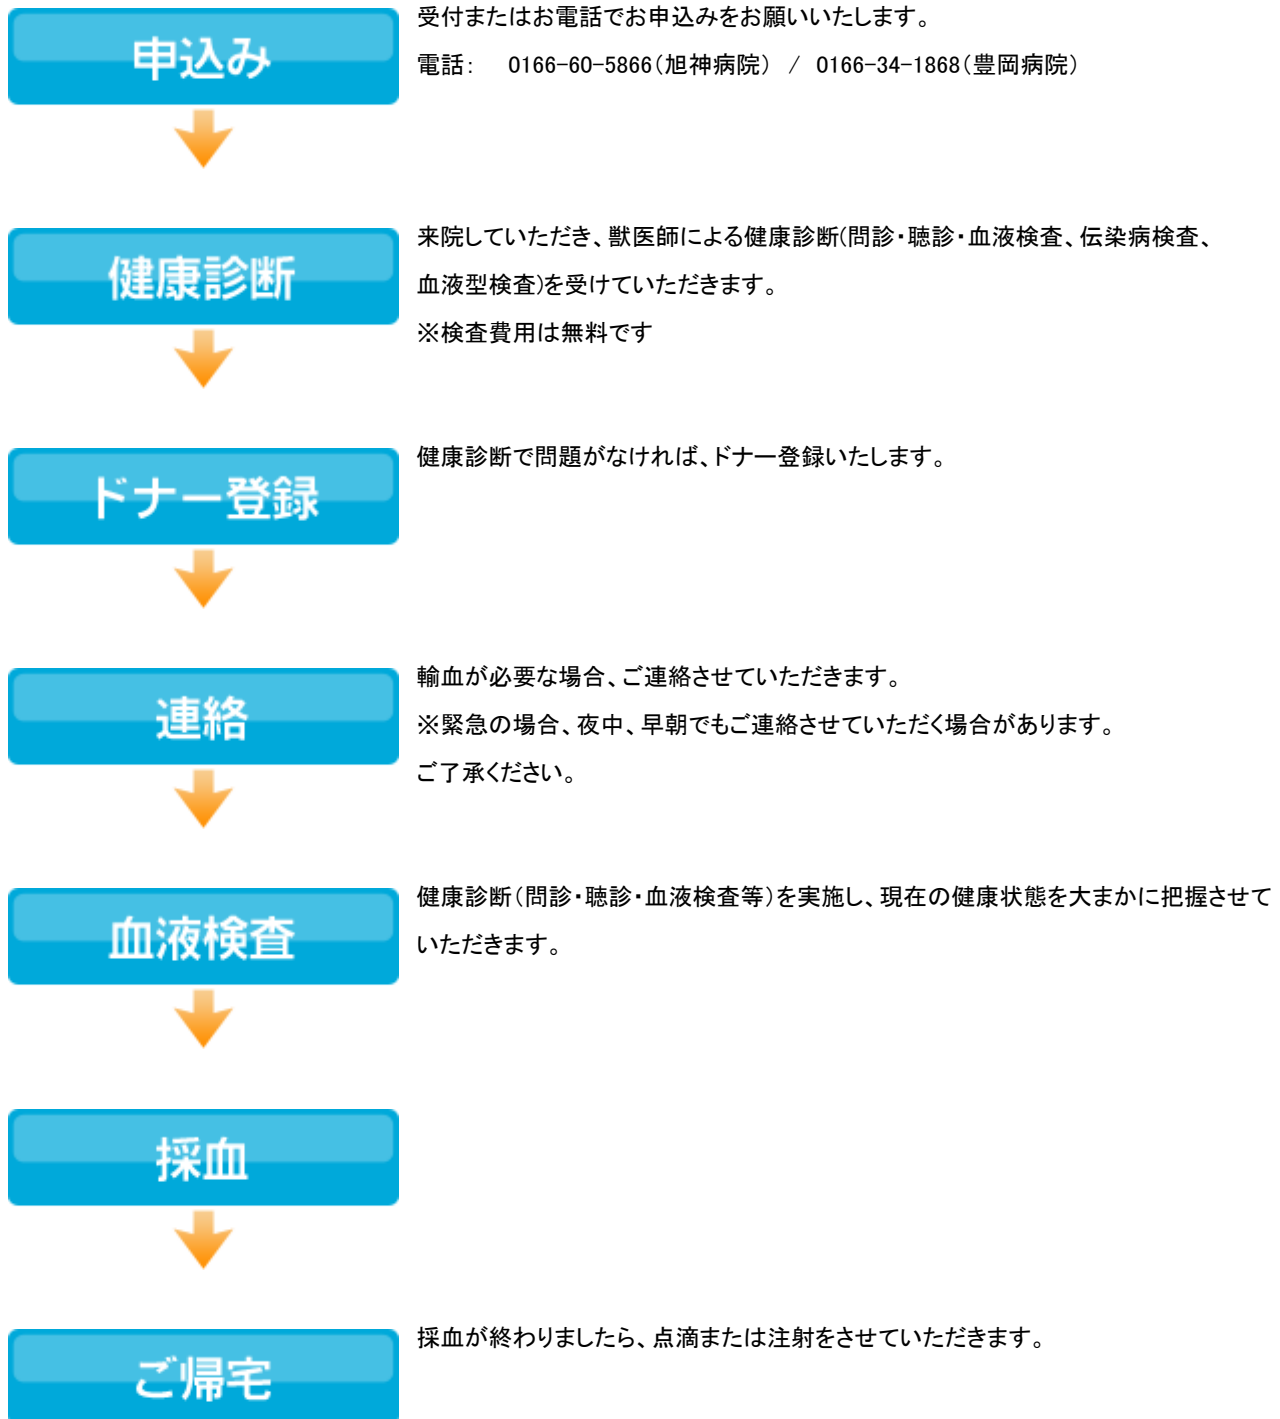 申込み
受付またはお電話でお申込みをお願いいたします。
電話： 0166-60-5866（旭神病院） / 0166-34-1868（豊岡病院）
健康診断
来院していただき、獣医師による健康診断(問診・聴診・血液検査、伝染病検査、
血液型検査)を受けていただきます。
※検査費用は無料です
ドナー登録
健康診断で問題がなければ、ドナー登録いたします。
連絡
輸血が必要な場合、ご連絡させていただきます。
※緊急の場合、夜中、早朝でもご連絡させていただく場合があります。
ご了承ください。
血液検査
健康診断（問診・聴診・血液検査等）を実施し、現在の健康状態を大まかに把握させて
いただきます。
採血
ご帰宅
採血が終わりましたら、点滴または注射をさせていただきます。